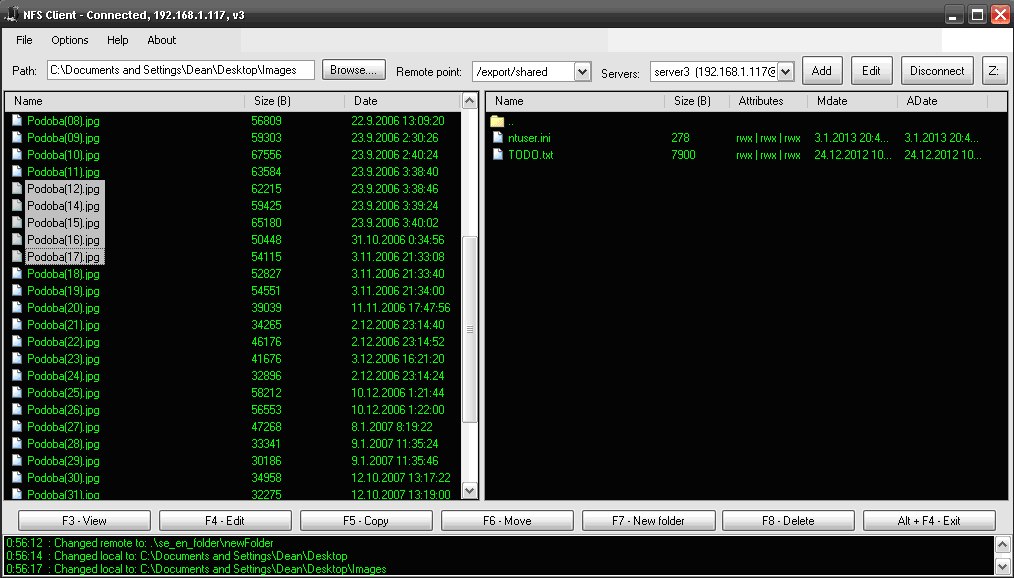 NFS Client - Connected, 192.168.1.117, v3
File Options Help About
Path: C:\Documents and Settings\Dean\Desktop\Images Browse.... Remote point: /export/shared Servers: server3 (192.168.1.117@ Add Edit Disconnect Z:
Name Size (B) Date
Podoba(08).jpg 56809 22.9.2006 13:09:20
Podoba(09).jpg 59303 23.9.2006 2:30:26
Podoba(10).jpg 67556 23.9.2006 2:40:24
Podoba(11).jpg 63584 23.9.2006 3:38:40
Podoba(12).jpg 62215 23.9.2006 3:38:46
Podoba(14).jpg 59425 23.9.2006 3:39:24
Podoba(15).jpg 65180 23.9.2006 3:40:02
Podoba(16).jpg 50448 31.10.2006 0:34:56
Podoba(17).jpg 54115 3.11.2006 21:33:08
Podoba(18).jpg 52827 3.11.2006 21:33:40
Podoba(19).jpg 54551 3.11.2006 21:34:00
Podoba(20).jpg 39039 11.11.2006 17:47:56
Podoba(21).jpg 34265 2.12.2006 23:14:40
Podoba(22).jpg 46176 2.12.2006 23:14:52
Podoba(23).jpg 41676 3.12.2006 16:21:20
Podoba(24).jpg 32896 2.12.2006 23:14:24
Podoba(25).jpg 58212 10.12.2006 1:21:44
Podoba(26).jpg 56553 10.12.2006 1:22:00
Podoba(27).jpg 47268 8.1.2007 8:19:22
Podoba(28).jpg 33341 9.1.2007 11:35:24
Podoba(29).jpg 30186 9.1.2007 11:35:46
Podoba(30).jpg 34958 12.10.2007 13:17:22
Podoba(31).jpg 32275 12.10.2007 13:19:00
Name Size (B) Attributes Mdate ADate
..
ntuser.ini 278 rwx | rwx | rwx 3.1.2013 20:4... 3.1.2013 20:4...
TODO.txt 7900 rwx | rwx | rwx 24.12.2012 10... 24.12.2012 10...
F3 - View F4 - Edit F5 - Copy F6 - Move F7 - New folder F8 - Delete Alt + F4 - Exit
0:56:12 : Changed remote to: .\se_en_folder\newFolder
0:56:14 : Changed local to: C:\Documents and Settings\Dean\Desktop
0:56:17 : Changed local to: C:\Documents and Settings\Dean\Desktop\Images